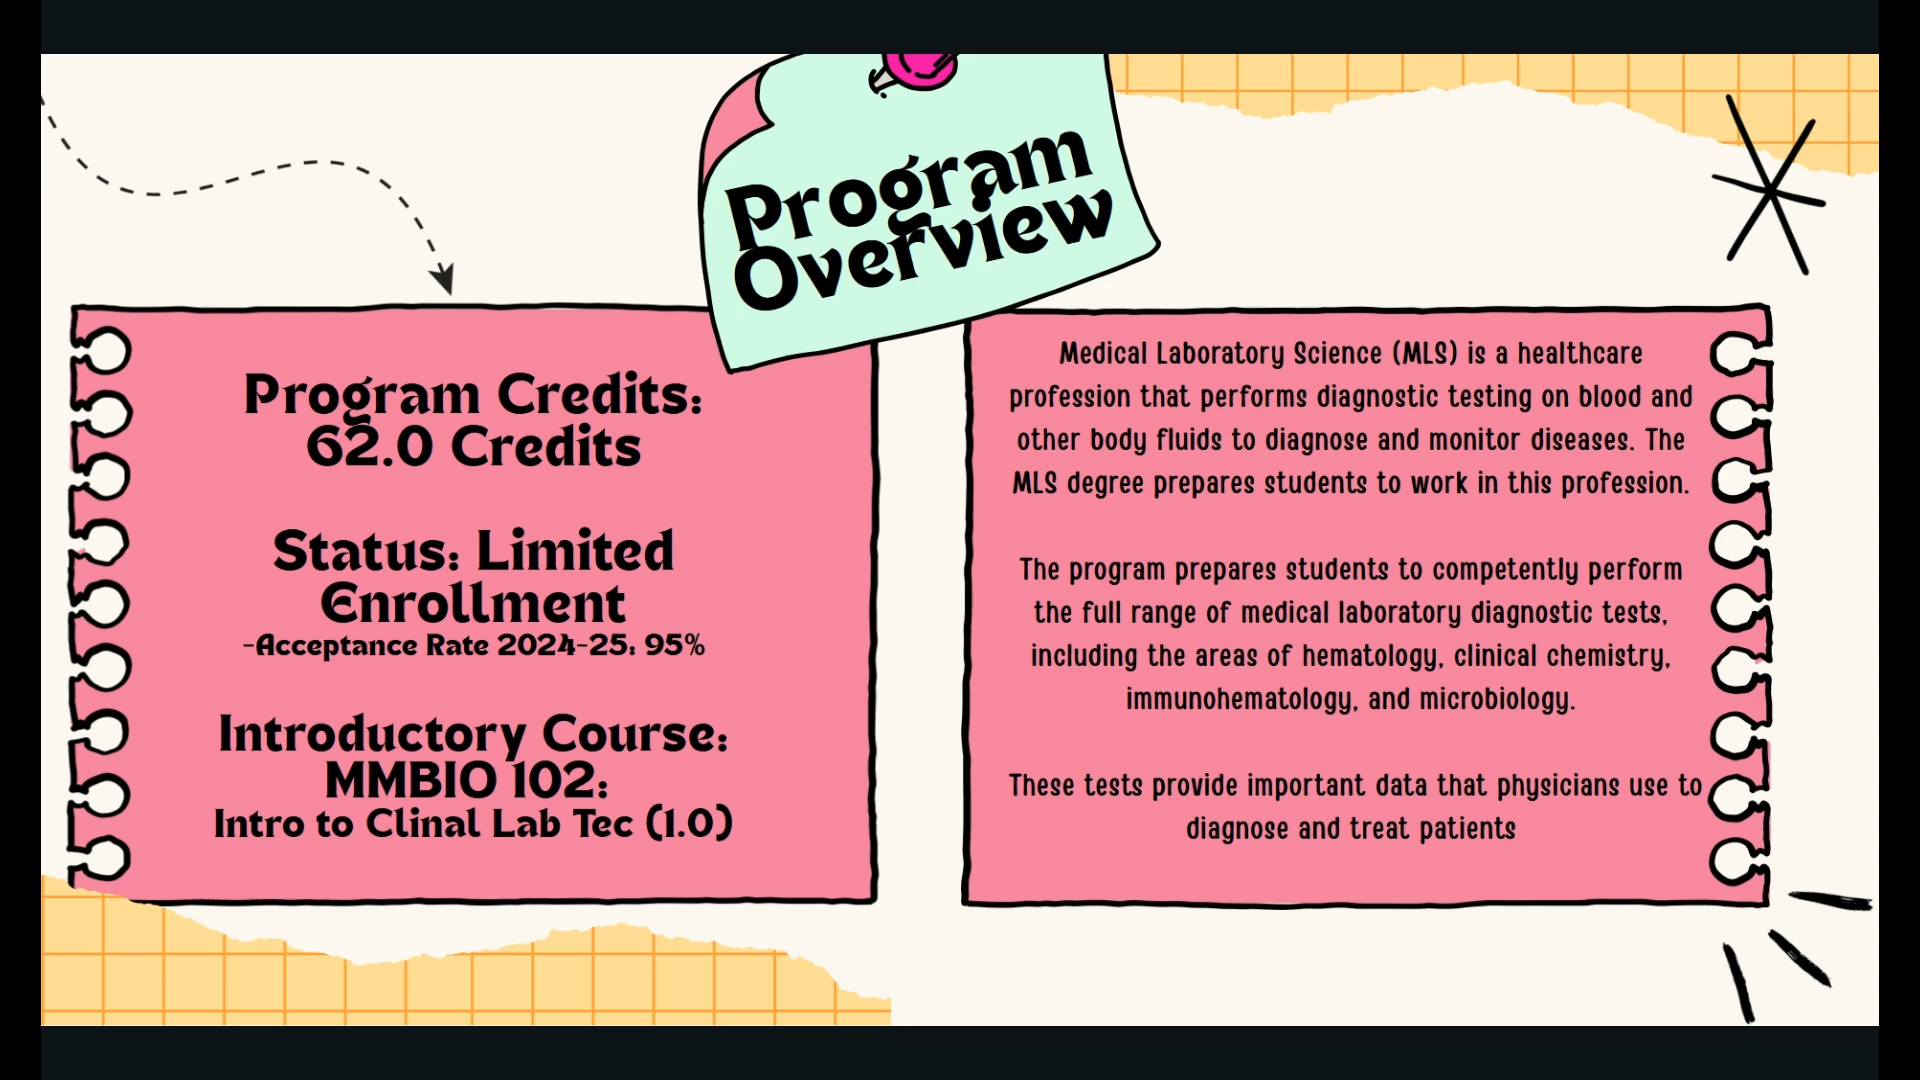 Program
Overview
Program Credits:
62.0 Credits
Status: Limited
Enrollment
-Acceptance Rate 2024-25: 95%
Introductory Course:
MMBIO 102:
Intro to Clinal Lab Tec (1.0)
Medical Laboratory Science (MLS) is a healthcare
profession that performs diagnostic testing on blood and
other body fluids to diagnose and monitor diseases. The
MLS degree prepares students to work in this profession.
The program prepares students to competently perform
the full range of medical laboratory diagnostic tests,
including the areas of hematology, clinical chemistry,
immunohematology, and microbiology.
These tests provide important data that physicians use to
diagnose and treat patients